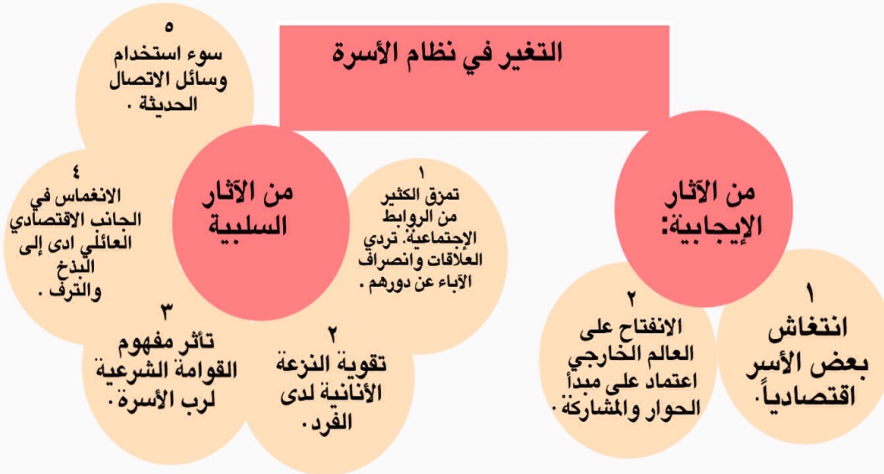 التغير في نظام الأسرة
من الآثار
الإيجابية:
١
انتغاش
بعض الأسر
اقتصادياً.
٢
الانفتاح على
العالم الخارجي
اعتماد على مبدأ
الحوار والمشاركة .
من الآثار
السلبية
١
تمزق الكثير
من الروابط
الإجتماعية. تردي
العلاقات وانصراف
الآباء عن دورهم .
٢
تقوية النزعة
الأنانية لدى
الفرد.
٣
تأثر مفهوم
القوامة الشرعية
لرب الأسرة.
٤
الانغماس في
الجانب الاقتصادي
العائلي ادى إلى
البذخ
والترف .
٥
سوء استخدام
وسائل الاتصال
الحديثة .